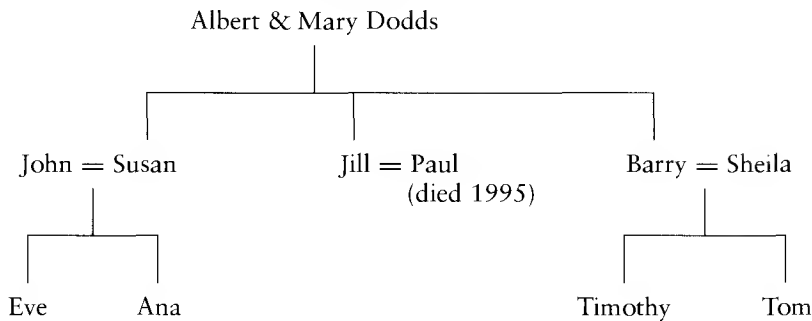 Albert & Mary Dodds
John = Susan
Jill = Paul
(died 1995)
Barry = Sheila
Eve
Ana
Timothy
Tom